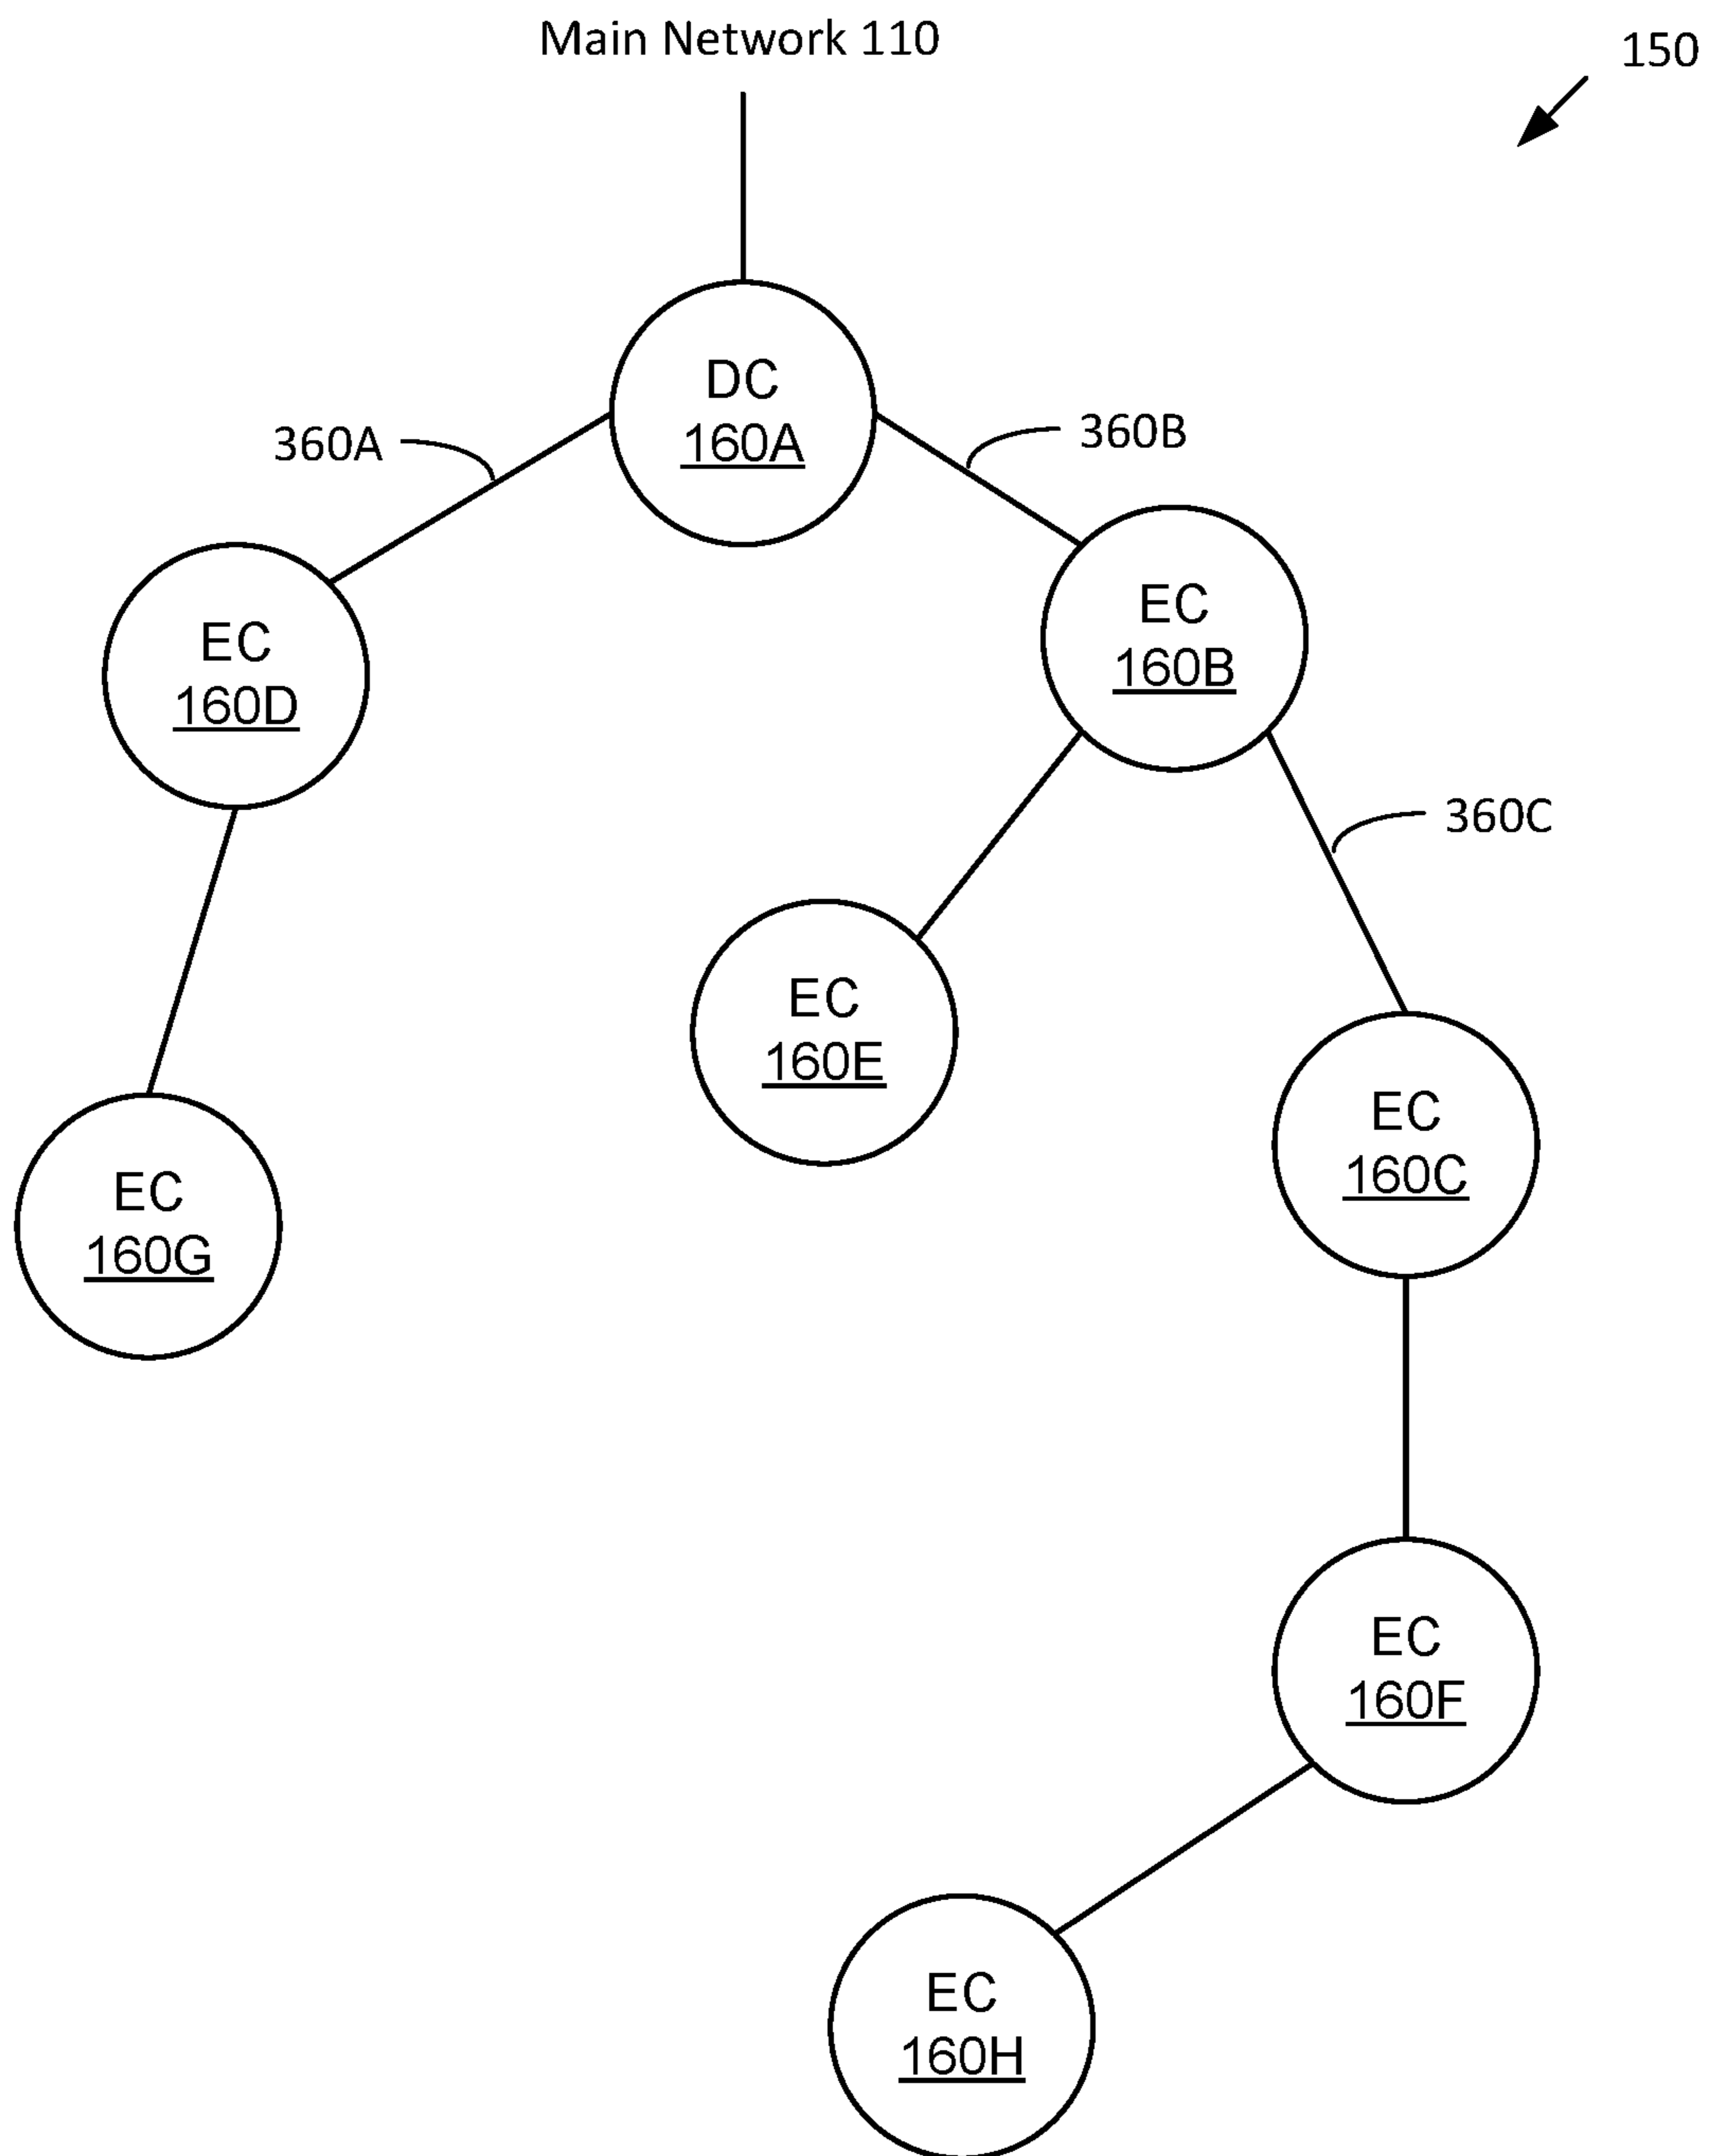 Main Network 110
150
DC
160A
360A
360B
EC
160B
EC
160D
360C
EC
160E
EC
160C
EC
160G
EC
160F
EC
160H